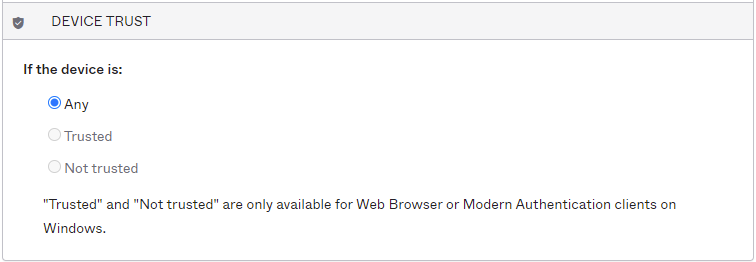 DEVICE TRUST
If the device is:
Any
Trusted
Not trusted
"Trusted" and "Not trusted" are only available for Web Browser or Modern Authentication clients on
Windows.